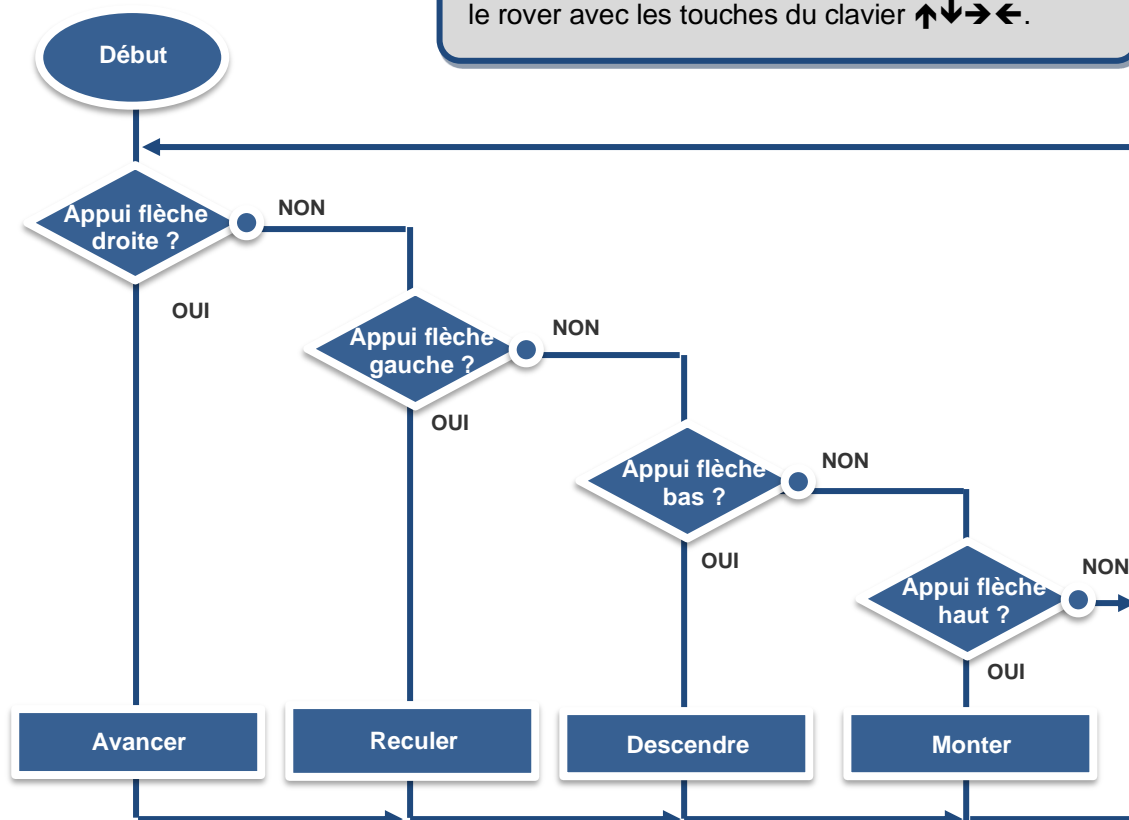 le rover avec les touches du clavier ↑↓→←.
Début
Appui flèche
droite ?
NON
OUI
Appui flèche
gauche ?
NON
OUI
Appui flèche
bas ?
NON
OUI
Appui flèche
haut ?
NON
OUI
Avancer
Reculer
Descendre
Monter